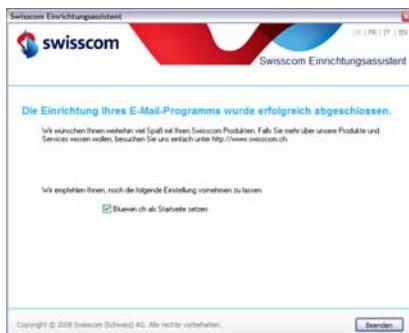 Swisscom Einrichtungsassistent
swisscom
DE | FR | IT | EN
Swisscom Einrichtungsassistent
Die Einrichtung Ihres E-Mail-Programms wurde erfolgreich abgeschlossen.
Wir wünschen Ihnen weiterhin viel Spaß mit Ihren Swisscom Produkten. Falls Sie mehr über unsere Produkte und
Services wissen wollen, besuchen Sie uns einfach unter http://www.swisscom.ch.
Wir empfehlen Ihnen, noch die folgende Einstellung vornehmen zu lassen:
Bluewin.ch als Startseite setzen
Copyright © 2008 Swisscom (Schweiz) AG. Alle rechte vorbehalten.
Beenden